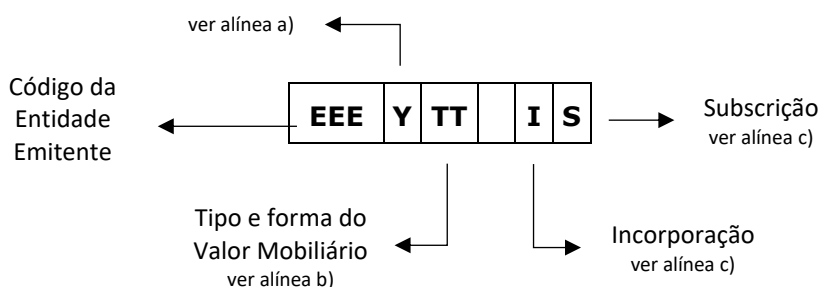 ver alínea a)
Código da
Entidade
Emitente
EEE Y TT I S
Subscrição
ver alínea c)
Tipo e forma do
Valor Mobiliário
ver alínea b)
Incorporação
ver alínea c)